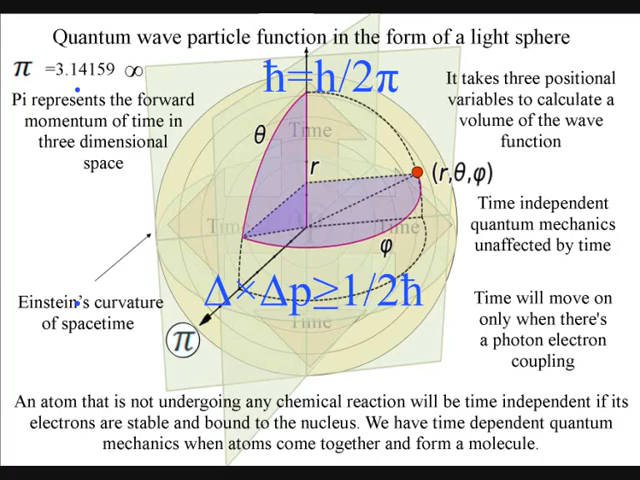 Quantum wave particle function in the form of a light sphere
π =3.14159 ∞
ħ=h/2π
Pi represents the forward
momentum of time in
three dimensional
space
It takes three positional
variables to calculate a
volume of the wave
function
θ
Time
r
(r,θ,φ)
Time
Time
φ
Time independent
quantum mechanics
unaffected by time
Einstein's curvature
of spacetime
Δ×Δp≥1/2ħ
Time
π
Time will move on
only when there's
a photon electron
coupling
An atom that is not undergoing any chemical reaction will be time independent if its
electrons are stable and bound to the nucleus. We have time dependent quantum
mechanics when atoms come together and form a molecule.